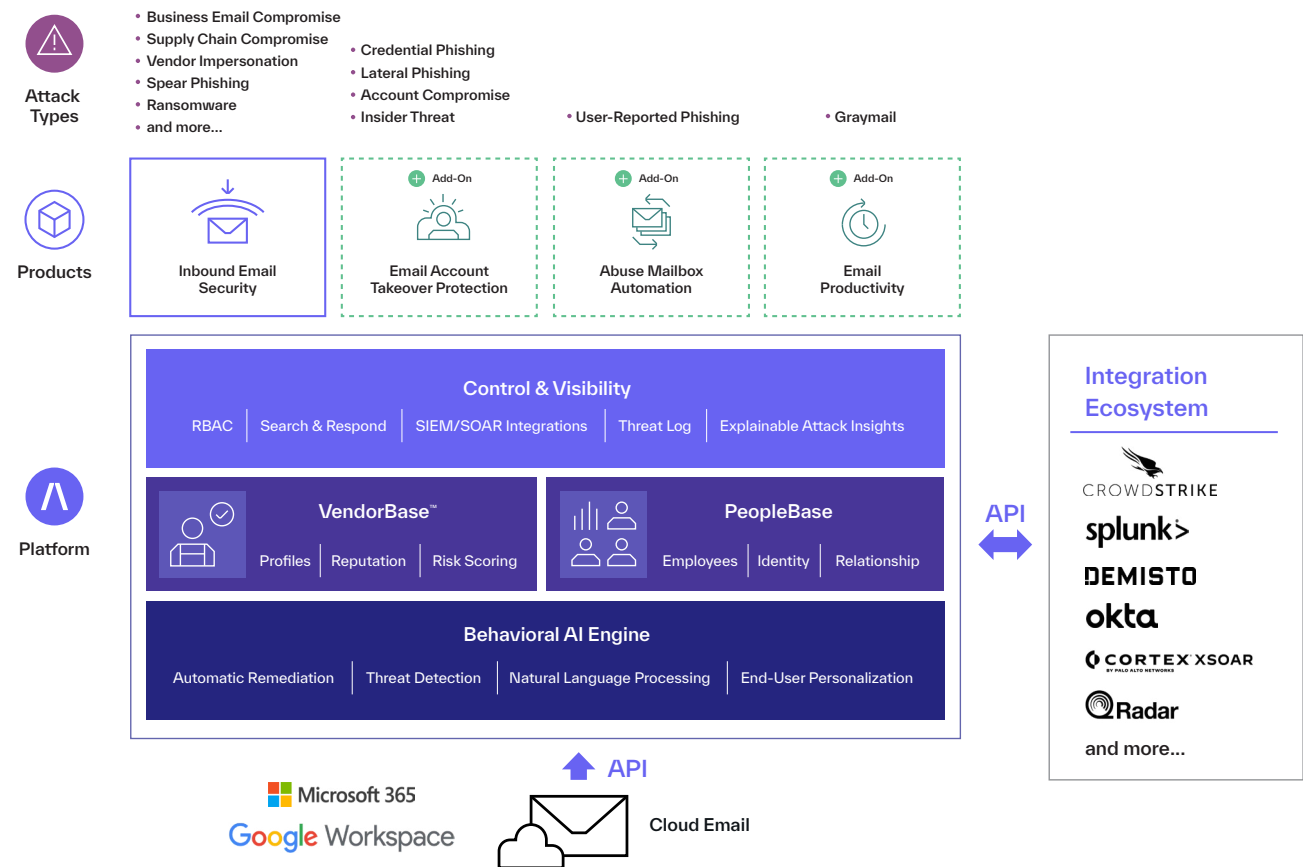 Attack
Types
• Business Email Compromise
• Supply Chain Compromise
• Vendor Impersonation
• Spear Phishing
• Ransomware
• and more...
• Credential Phishing
• Lateral Phishing
• Account Compromise
• Insider Threat
• User-Reported Phishing
• Graymail
Products
Inbound Email
Security
+ Add-On
Email Account
Takeover Protection
+ Add-On
Abuse Mailbox
Automation
+ Add-On
Email
Productivity
Platform
Control & Visibility
RBAC | Search & Respond | SIEM/SOAR Integrations | Threat Log | Explainable Attack Insights
VendorBase™
Profiles | Reputation | Risk Scoring
PeopleBase
Employees | Identity | Relationship
Behavioral AI Engine
Automatic Remediation | Threat Detection | Natural Language Processing | End-User Personalization
API
Integration
Ecosystem
CROWDSTRIKE
splunk>
DEMISTO
okta
CORTEX XSOAR
BY PALO ALTO NETWORKS
QRadar
and more...
API
Microsoft 365
Google Workspace
Cloud Email